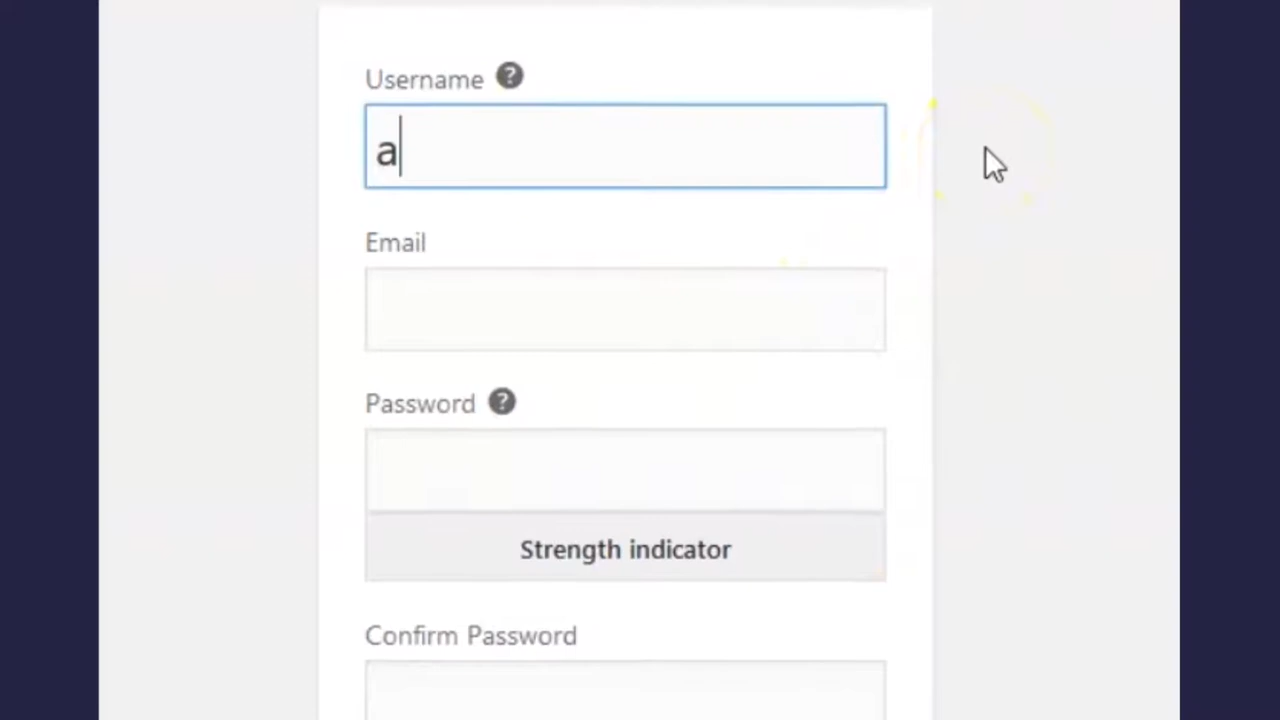 Username ?
a
Email
Password ?
Strength indicator
Confirm Password